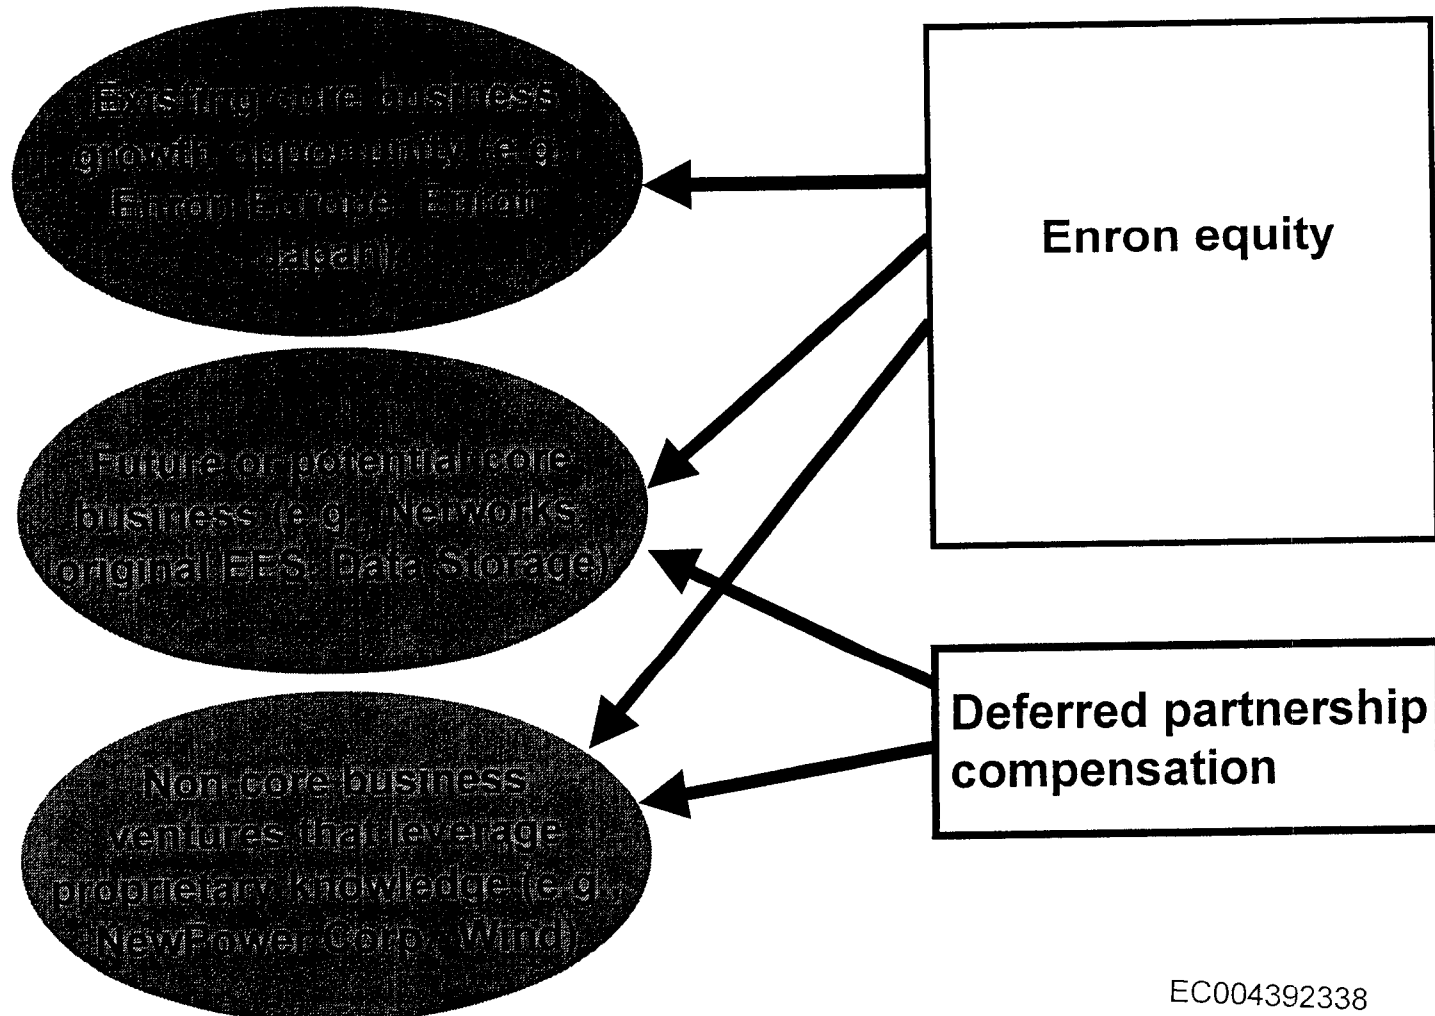 Existing core business
growth opportunity (e.g.
Enron Europe, Enron
Japan)
Enron equity
Future or potential core
business (e.g., Networks
original EES, Data Storage)
Deferred partnership
compensation
Non core business
ventures that leverage
proprietary knowledge (e.g.,
NewPower Corp., Wind)
EC004392338